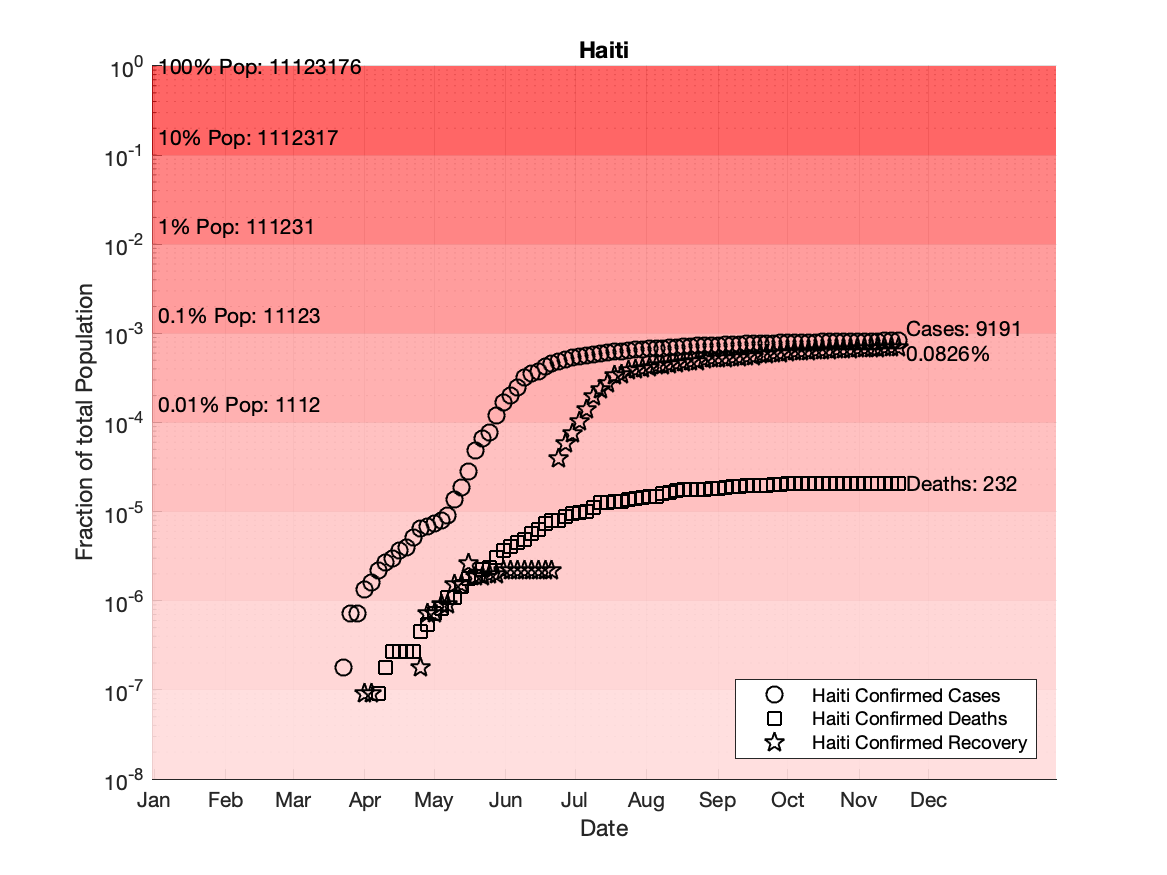 Haiti
10^0
100% Pop: 11123176
10% Pop: 1112317
10^-1
1% Pop: 111231
10^-2
0.1% Pop: 11123
10^-3
Cases: 9191
0.0826%
0.01% Pop: 1112
10^-4
Deaths: 232
10^-5
10^-6
10^-7
10^-8
Fraction of total Population
Haiti Confirmed Cases
Haiti Confirmed Deaths
Haiti Confirmed Recovery
Jan Feb Mar Apr May Jun Jul Aug Sep Oct Nov Dec
Date